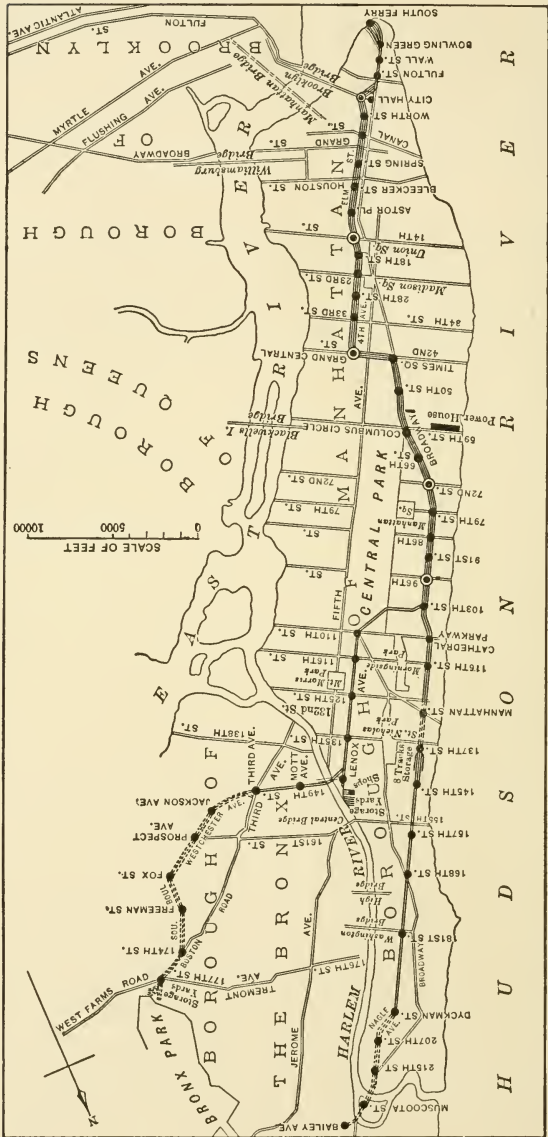 HUDSON RIVER
EAST RIVER
HARLEM RIVER
BOROUGH OF MANHATTAN
BOROUGH OF THE BRONX
BOROUGH OF QUEENS
BOROUGH OF BROOKLYN
SCALE OF FEET
0 5000 10000
N
BAILEY AVE.
MUSCOOTA ST.
215TH ST.
207TH ST.
NAGLE AVE.
DYCKMAN ST.
BROADWAY
181ST ST.
168TH ST.
157TH ST.
155TH ST.
145TH ST.
8 Tracks Storage
137TH ST.
MANHATTAN ST.
St. Nicholas Park
116TH ST.
Morningside Park
CATHEDRAL PARKWAY
103RD ST.
96TH ST.
91ST ST.
86TH ST.
Manhattan Sq.
79TH ST.
72ND ST.
66TH ST.
BROADWAY
59TH ST.
Power House
COLUMBUS CIRCLE
50TH ST.
TIMES SQ.
42ND ST.
GRAND CENTRAL
34TH ST.
33RD ST.
4TH AVE.
28TH ST.
Madison Sq.
23RD ST.
18TH ST.
Union Sq.
14TH ST.
ASTOR PL.
BLEECKER ST.
HOUSTON ST.
ELM ST.
SPRING ST.
GRAND ST.
CANAL ST.
WORTH ST.
CITY HALL
FULTON ST.
WALL ST.
BOWLING GREEN
SOUTH FERRY
CENTRAL PARK
FIFTH AVE.
72ND ST.
79TH ST.
ST.
ST.
110TH ST.
116TH ST.
Mt. Morris Park
125TH ST.
132nd St.
135TH ST.
LENOX AVE.
Storage Yards Shops
138TH ST.
MOTT AVE.
149TH ST.
THIRD AVE.
THIRD AVE.
JACKSON AVE.
WESTCHESTER AVE.
PROSPECT AVE.
161ST ST.
FOX ST.
FREEMAN ST.
SOU. BOUL
174TH ST.
BOSTON ROAD
177TH ST.
176TH ST.
TREMONT AVE.
WEST FARMS ROAD
Storage Yards
BRONX PARK
JEROME AVE.
Central Bridge
High Bridge
Washington Bridge
Blackwells I. Bridge
Williamsburg Bridge
Manhattan Bridge
Brooklyn Bridge
BROADWAY
FLUSHING AVE.
MYRTLE AVE.
FULTON ST.
ATLANTIC AVE.